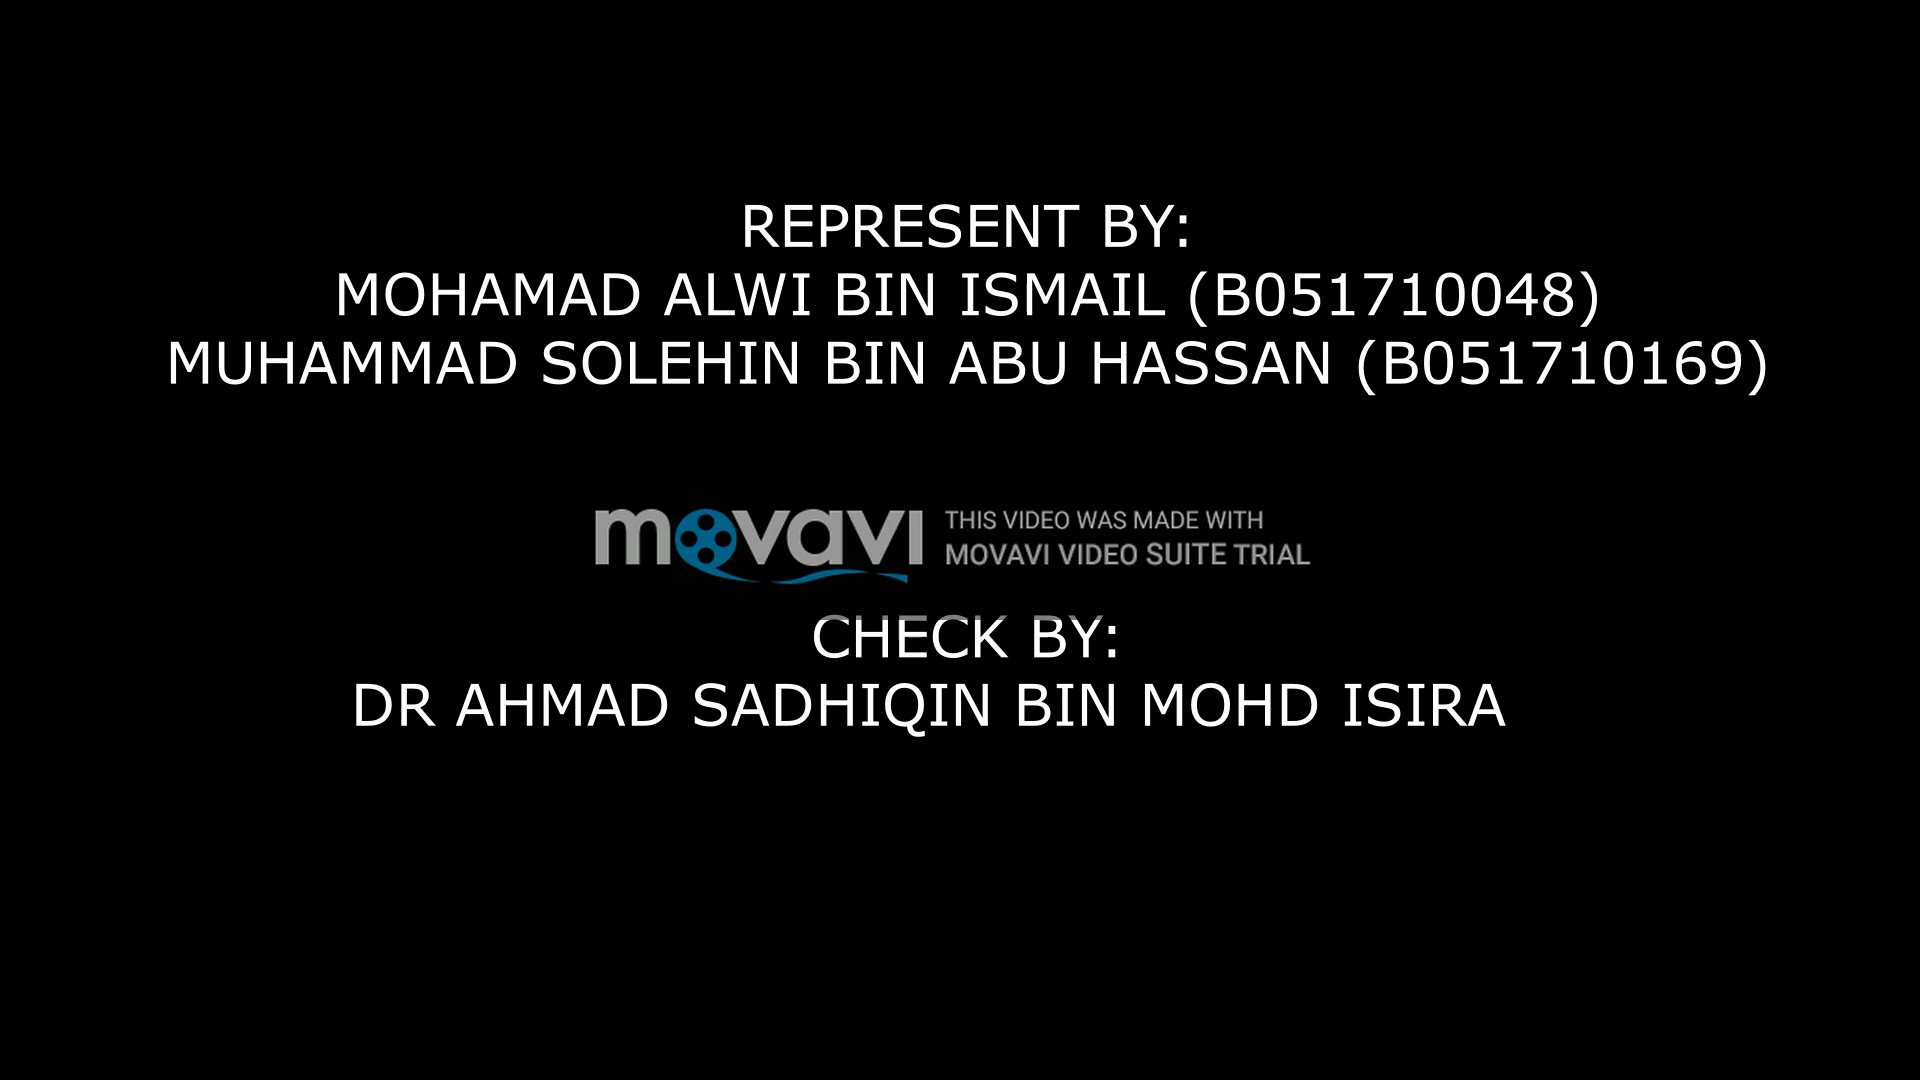 REPRESENT BY:
MOHAMAD ALWI BIN ISMAIL (B051710048)
MUHAMMAD SOLEHIN BIN ABU HASSAN (B051710169)
movavi THIS VIDEO WAS MADE WITH
MOVAVI VIDEO SUITE TRIAL
CHECK BY:
DR AHMAD SADHIQIN BIN MOHD ISIRA